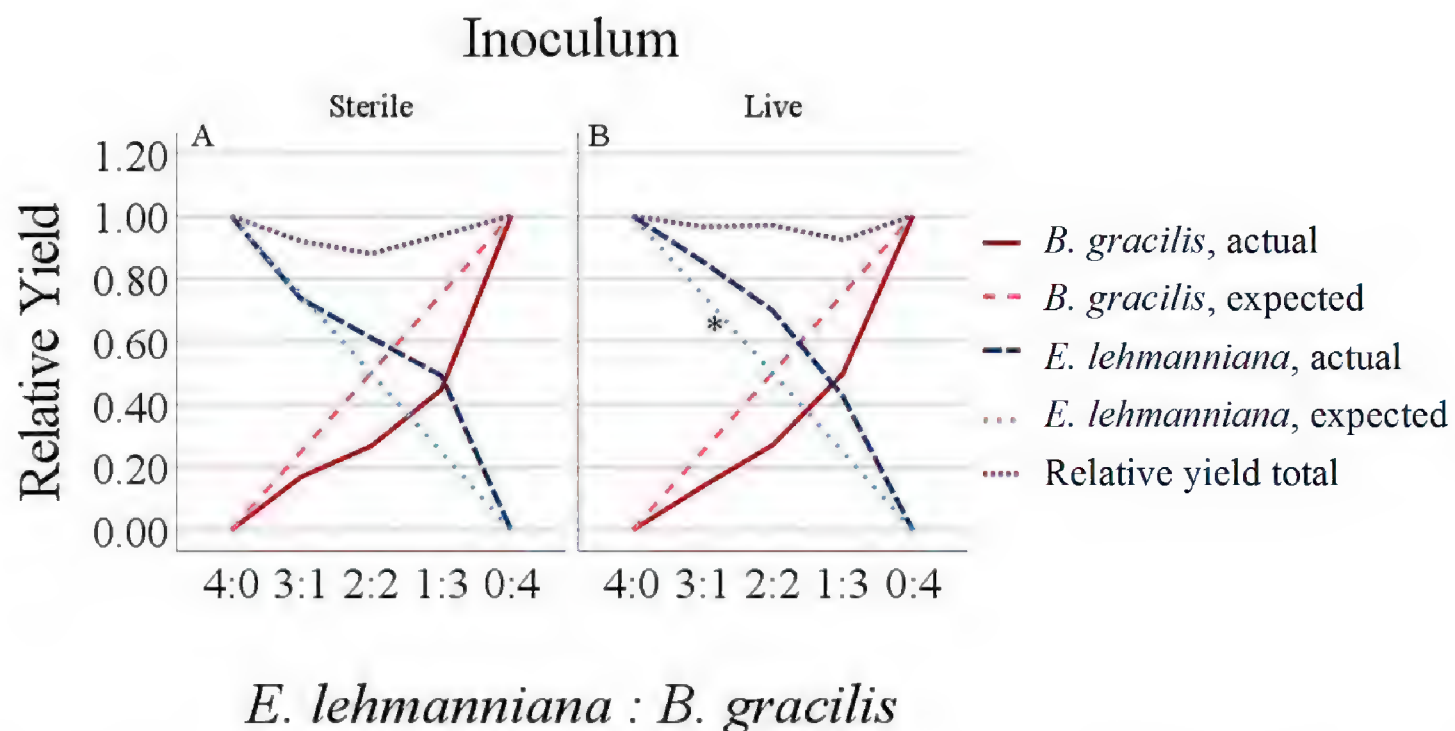 Inoculum
Sterile
Live
A
B
Relative Yield
1.20
1.00
0.80
0.60
0.40
0.20
0.00
*
4:0 3:1 2:2 1:3 0:4
4:0 3:1 2:2 1:3 0:4
E. lehmanniana : B. gracilis
B. gracilis, actual
B. gracilis, expected
E. lehmanniana, actual
E. lehmanniana, expected
Relative yield total